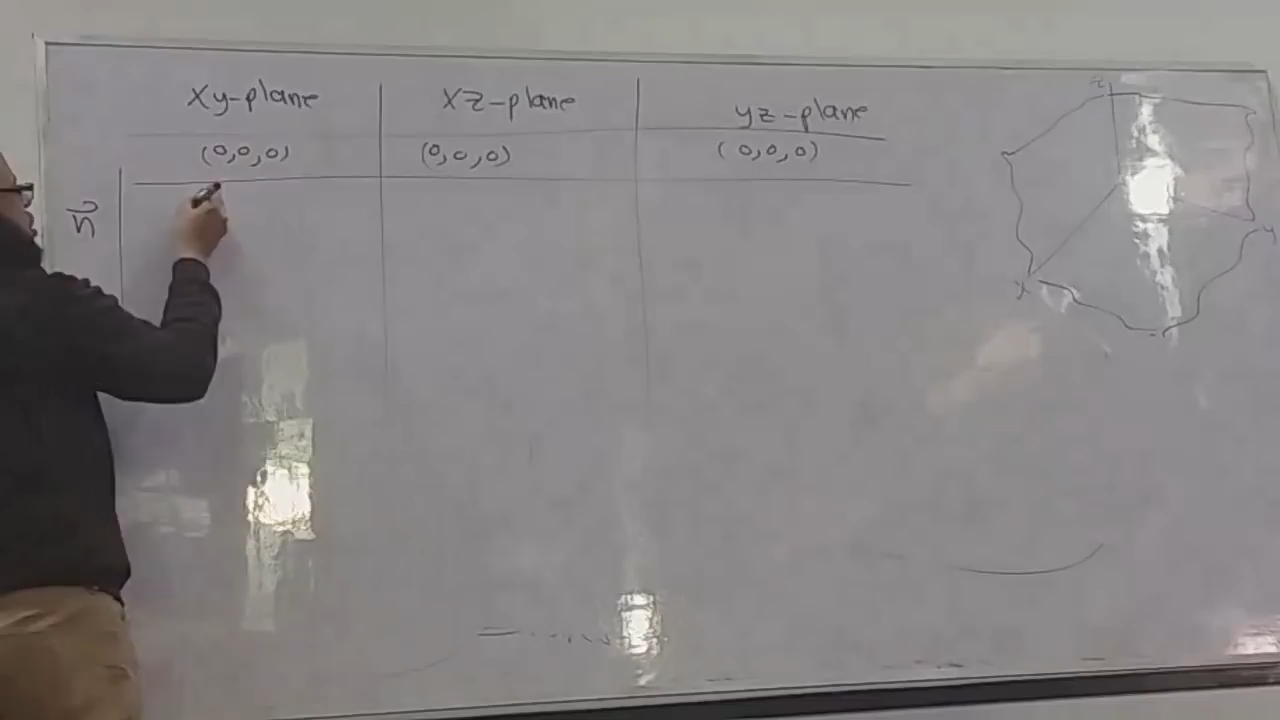 xy-plane xz-plane yz-plane
(0,0,0) (0,0,0) (0,0,0)
n⃗
z
y
x